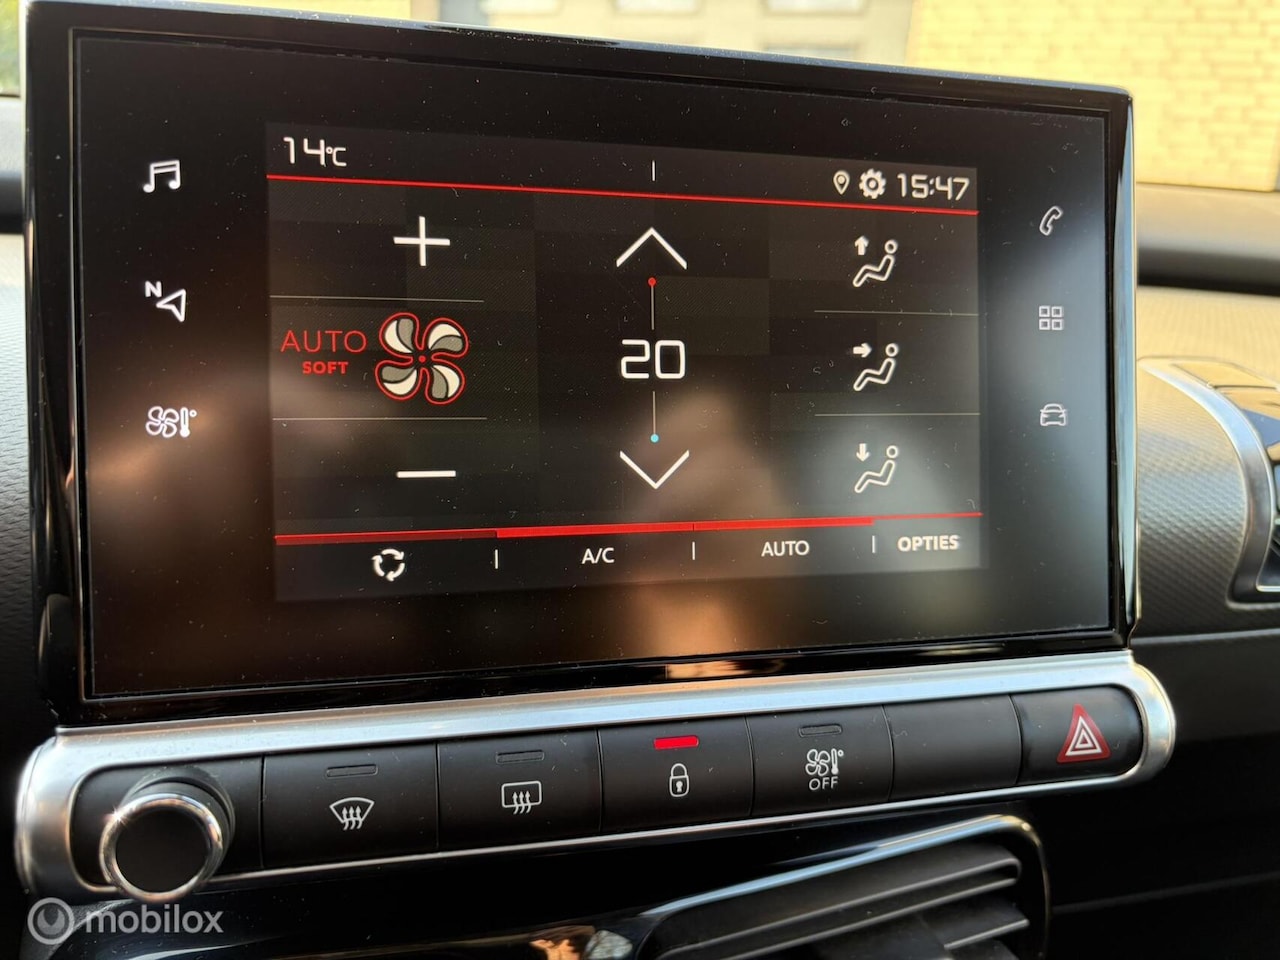 14°C
15:47
N
AUTO
SOFT
20
A/C
AUTO
OPTIES
OFF
mobilox